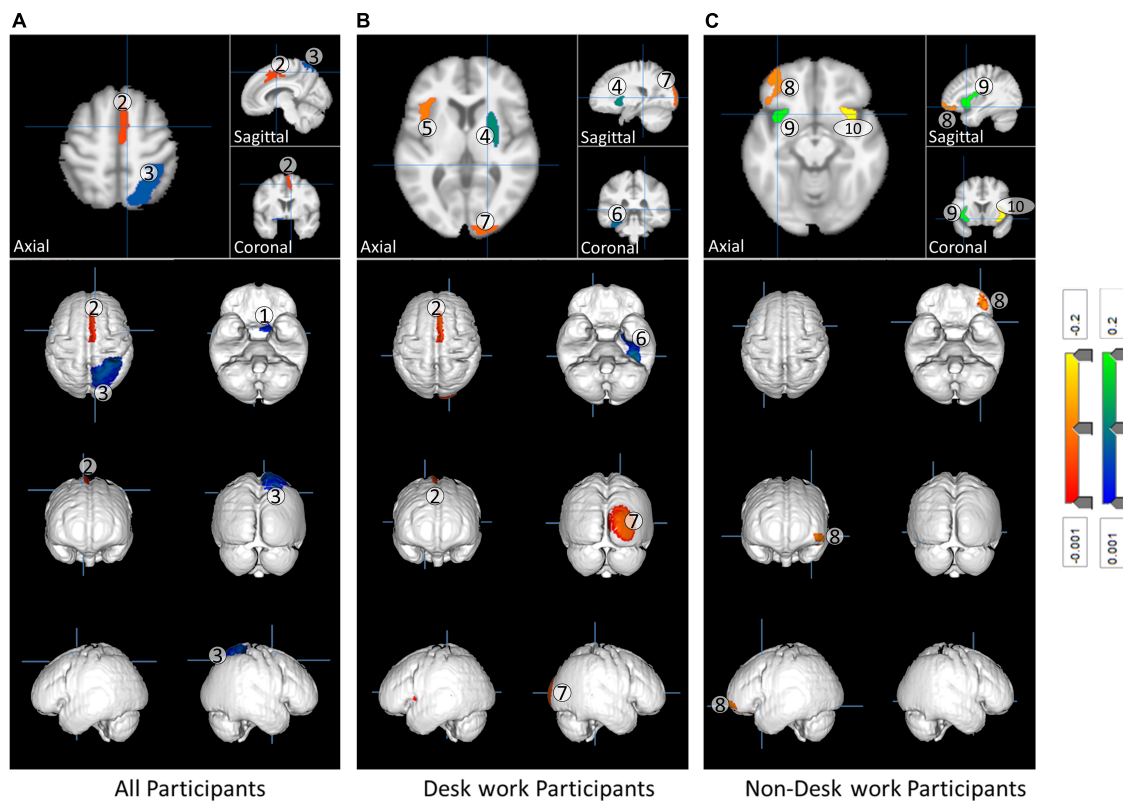 A
B
C
2
3
2
3
Sagittal
2
Axial
Coronal
5
4
7
4
7
Sagittal
6
Axial
Coronal
8
9
10
9
8
Sagittal
9
10
Axial
Coronal
2
1
3
2
6
8
2
3
2
7
8
3
7
8
-0.2
0.2
-0.001
0.001
All Participants
Desk work Participants
Non-Desk work Participants